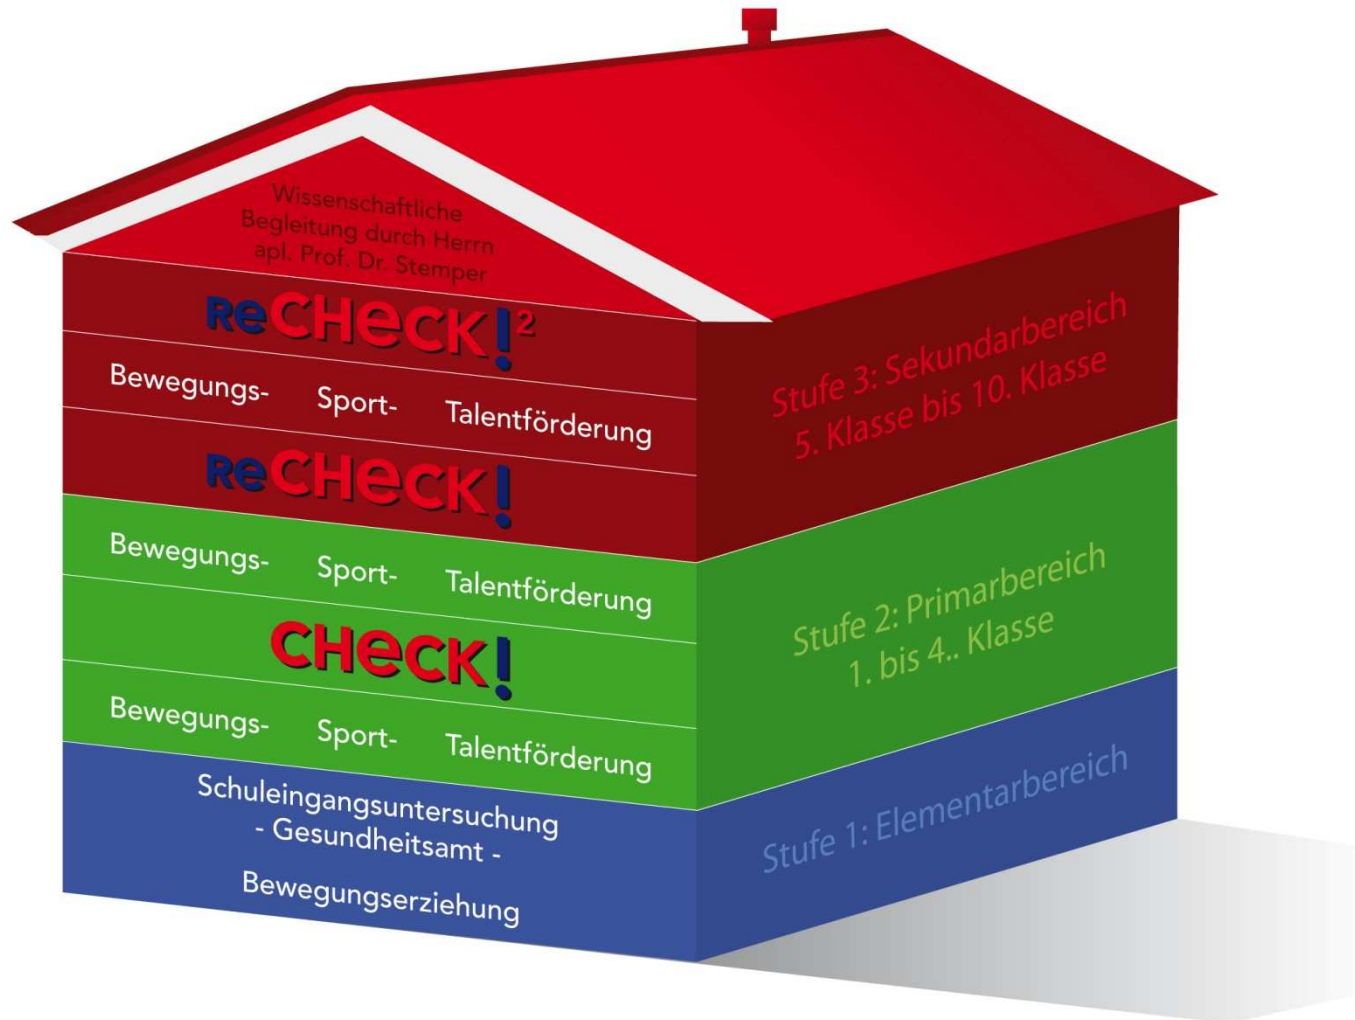 Wissenschaftliche
Begleitung durch Herrn
apl. Prof. Dr. Stemper
ReCHeCK!²
Bewegungs- Sport- Talentförderung
ReCHeCK!
Bewegungs- Sport- Talentförderung
CHeCK!
Bewegungs- Sport- Talentförderung
Schuleingangsuntersuchung
- Gesundheitsamt -
Bewegungserziehung
Stufe 3: Sekundarbereich
5. Klasse bis 10. Klasse
Stufe 2: Primarbereich
1. bis 4.. Klasse
Stufe 1: Elementarbereich